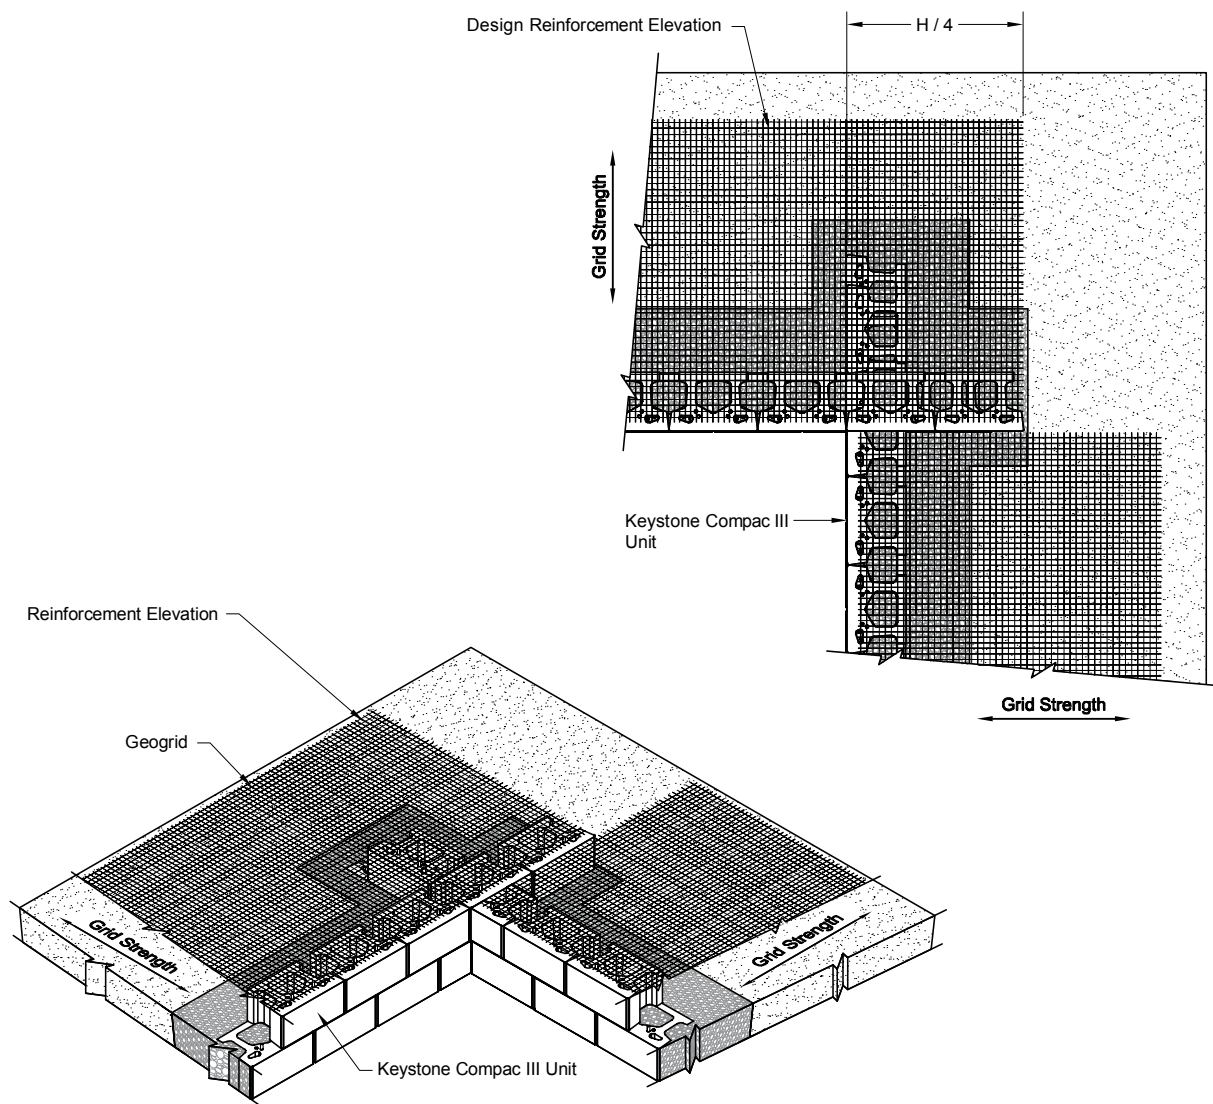 Design Reinforcement Elevation
H / 4
Grid Strength
Keystone Compac III
Unit
Grid Strength
Reinforcement Elevation
Geogrid
Grid Strength
Grid Strength
Keystone Compac III Unit